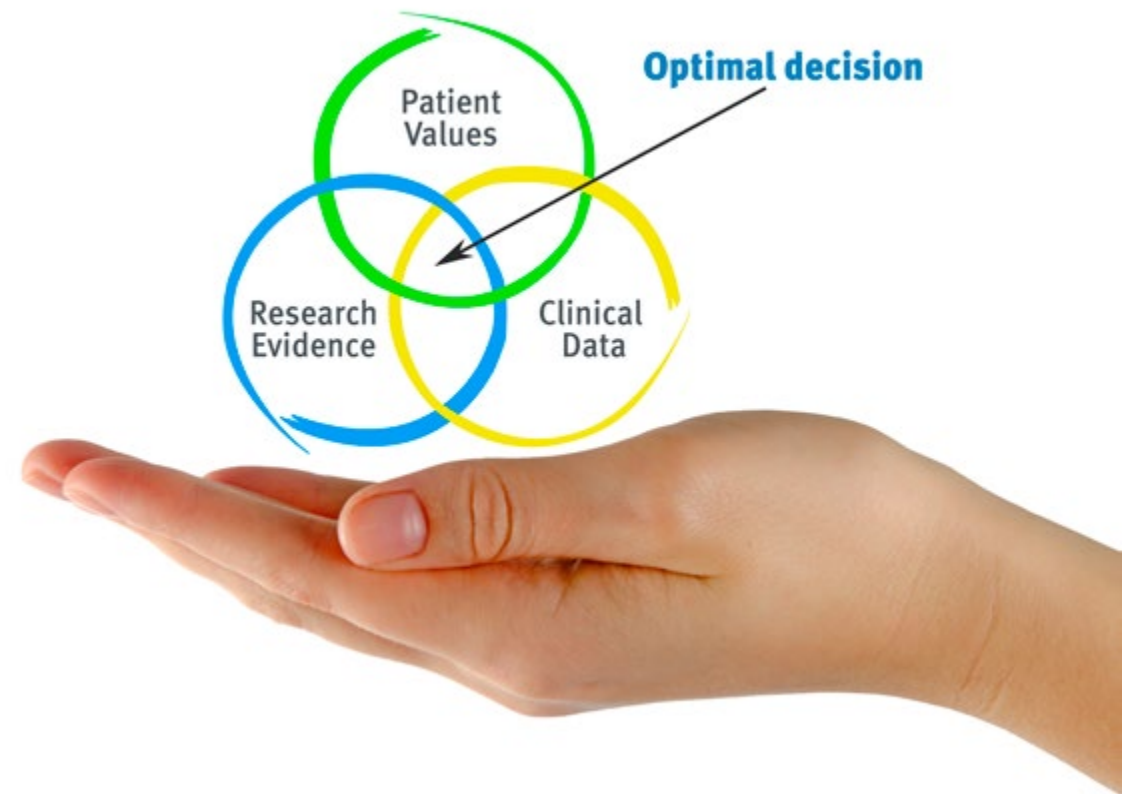 Optimal decision
Patient
Values
Research
Evidence
Clinical
Data